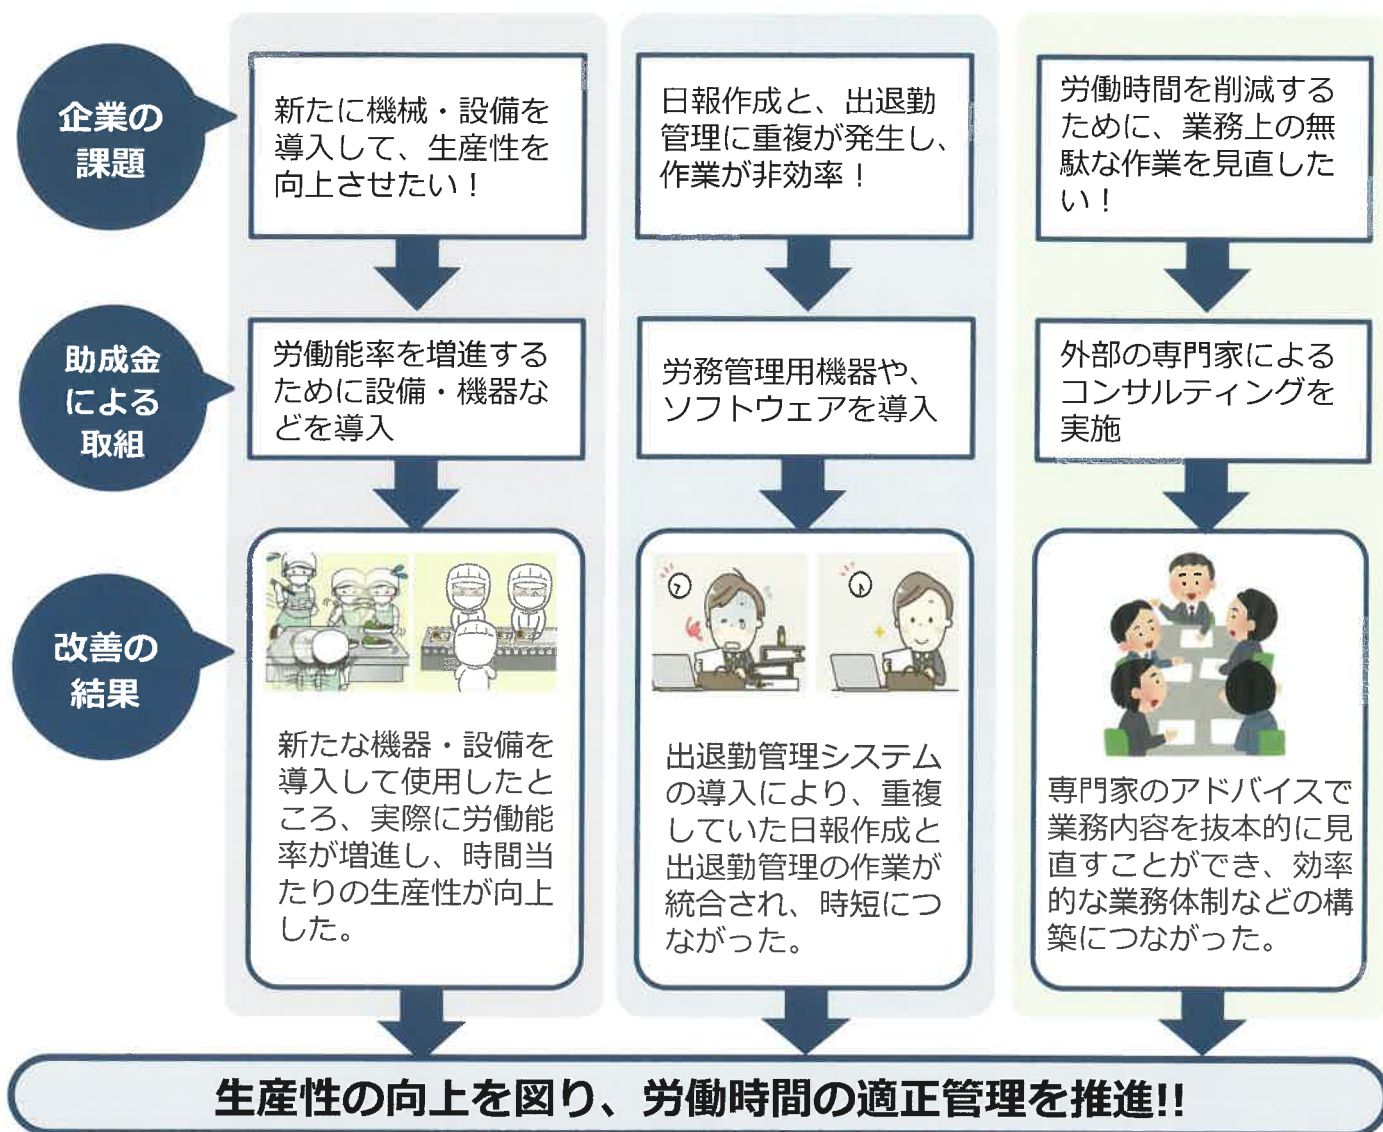 企業の
課題
新たに機械・設備を
導入して、生産性を
向上させたい！
日報作成と、出退勤
管理に重複が発生し、
作業が非効率！
労働時間を削減する
ために、業務上の無
駄な作業を見直した
い！
助成金
による
取組
労働能率を増進する
ために設備・機器な
どを導入
労務管理用機器や、
ソフトウェアを導入
外部の専門家による
コンサルティングを
実施
改善の
結果
新たな機器・設備を
導入して使用したと
ころ、実際に労働能
率が増進し、時間当
たりの生産性が向上
した。
出退勤管理システム
の導入により、重複
していた日報作成と
出退勤管理の作業が
統合され、時短につ
ながった。
専門家のアドバイスで
業務内容を抜本的に見
直すことができ、効率
的な業務体制などの構
築につながった。
生産性の向上を図り、労働時間の適正管理を推進!!